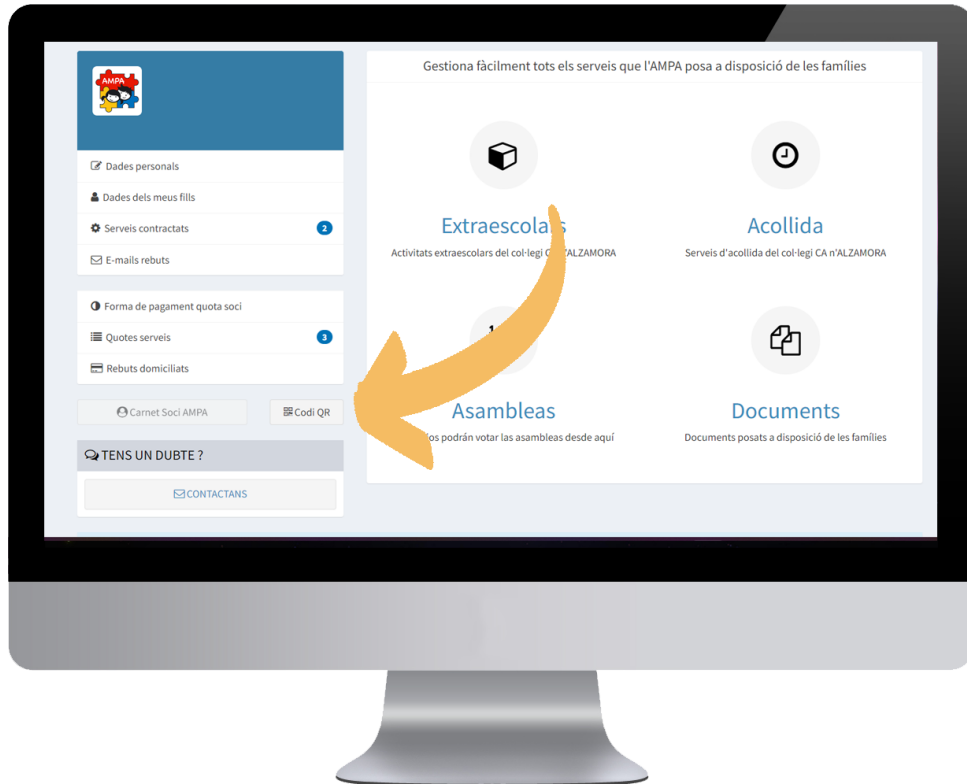 AMPA
Dades personals
Dades dels meus fills
Serveis contractats 2
E-mails rebuts
Forma de pagament quota soci
Quotes serveis 3
Rebuts domiciliats
Carnet Soci AMPA
Codi QR
TENS UN DUBTE ?
CONTACTANS
Gestiona fàcilment tots els serveis que l'AMPA posa a disposició de les famílies
Extraescolars
Activitats extraescolars del col·legi CA n'ALZAMORA
Acollida
Serveis d'acollida del col·legi CA n'ALZAMORA
Asambleas
podrán votar las asambleas desde aquí
Documents
Documents posats a disposició de les famílies